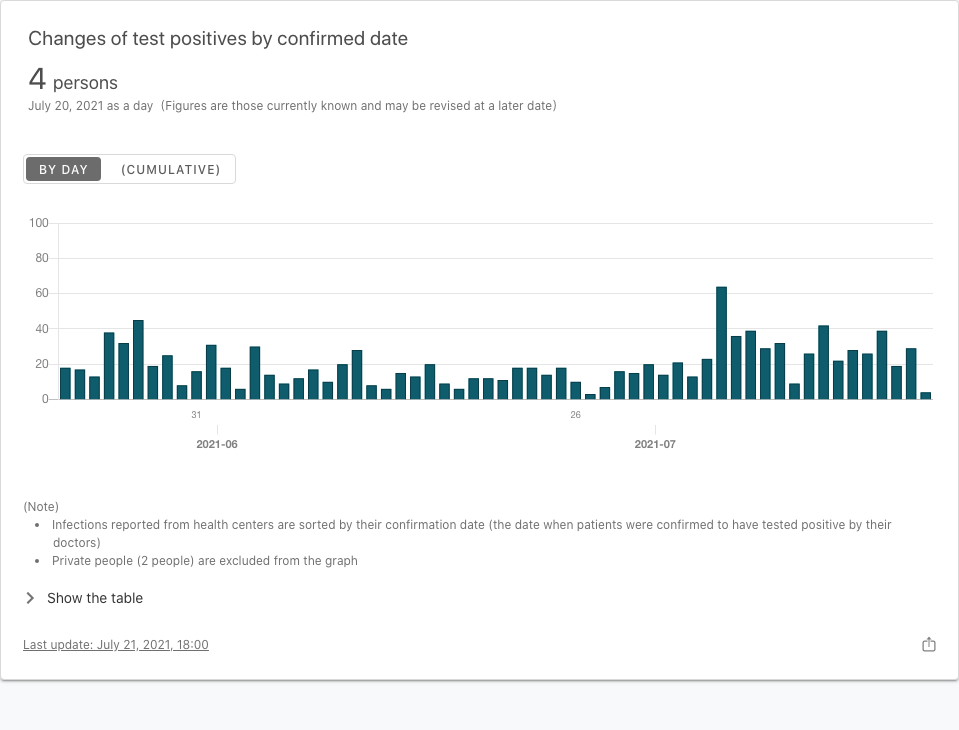 Changes of test positives by confirmed date
4 persons
July 20, 2021 as a day (Figures are those currently known and may be revised at a later date)
BY DAY (CUMULATIVE)
100
80
60
40
20
0
31 26
2021-06 2021-07
(Note)
• Infections reported from health centers are sorted by their confirmation date (the date when patients were confirmed to have tested positive by their
doctors)
• Private people (2 people) are excluded from the graph
Show the table
Last update: July 21, 2021, 18:00